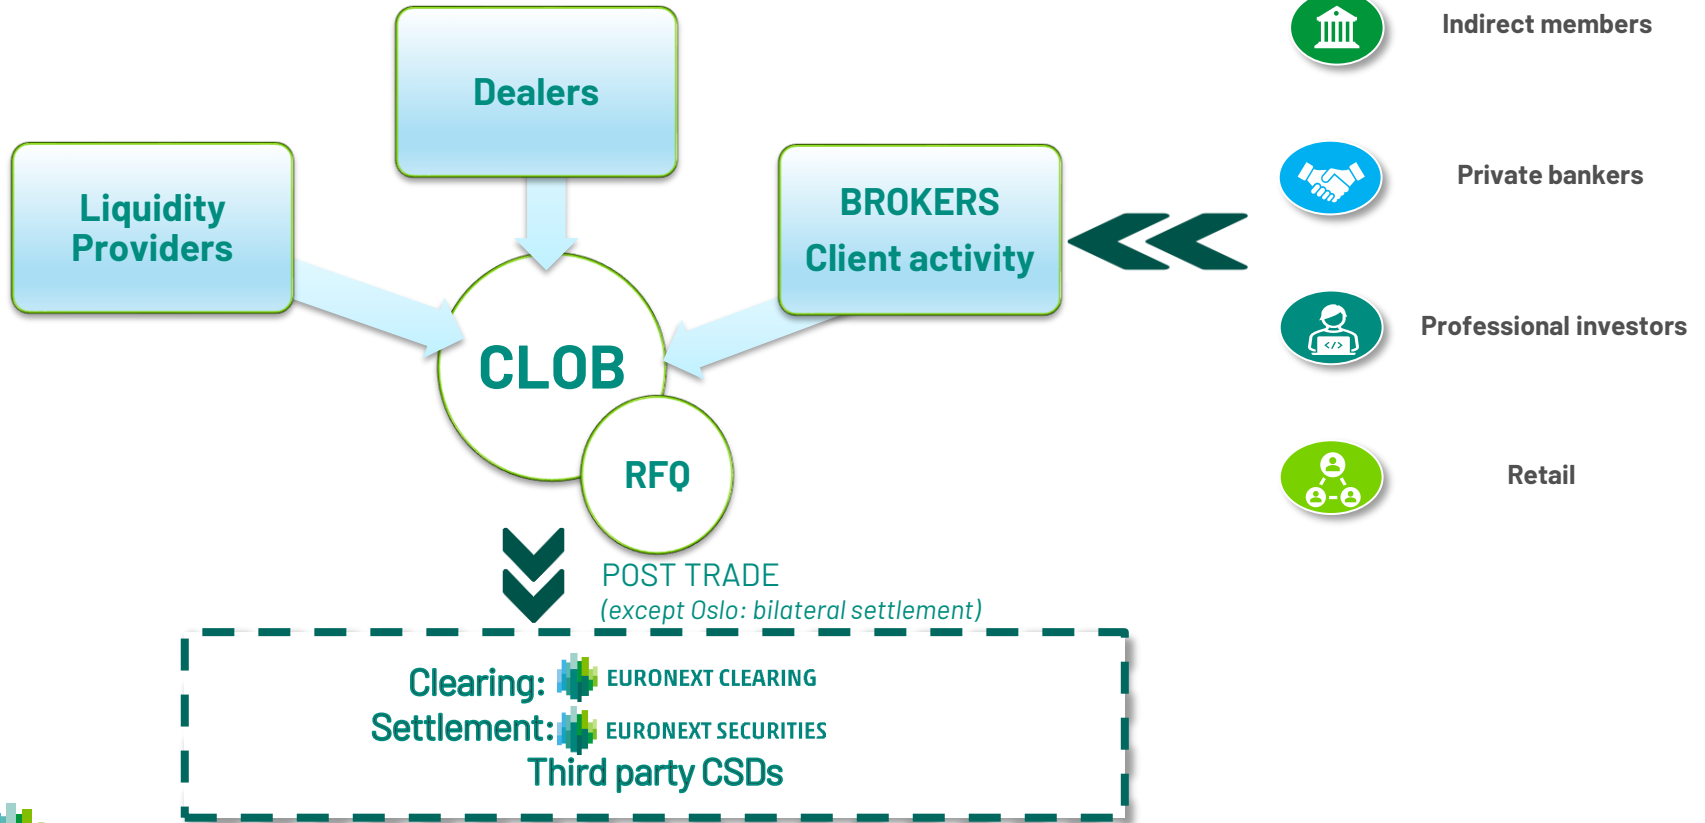 Dealers
Liquidity
Providers
BROKERS
Client activity
CLOB
RFQ
Indirect members
Private bankers
</>
Professional investors
Retail
POST TRADE
(except Oslo: bilateral settlement)
Clearing: EURONEXT CLEARING
Settlement: EURONEXT SECURITIES
Third party CSDs